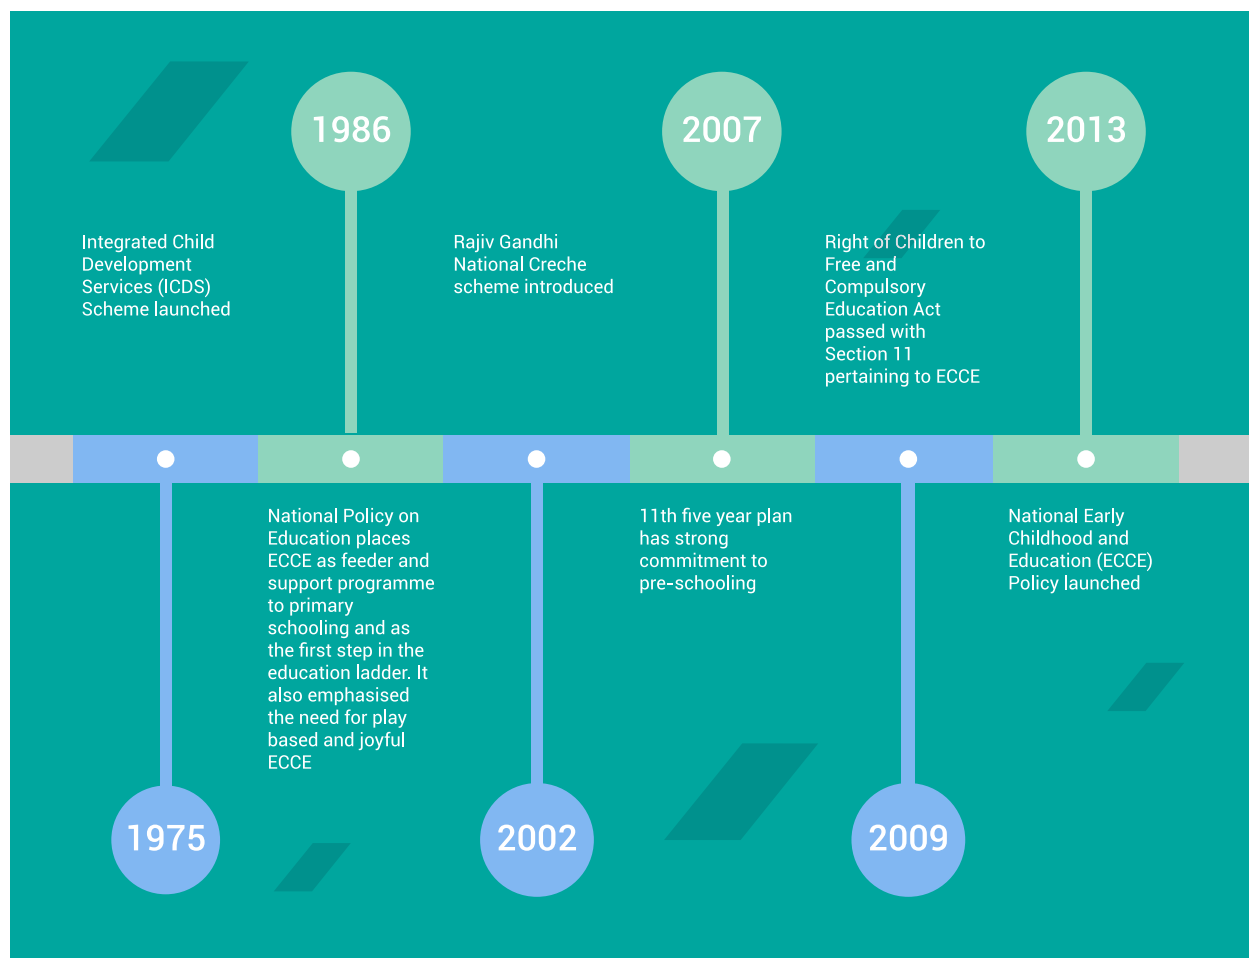 1986
2007
2013
Integrated Child
Development
Services (ICDS)
Scheme launched
Rajiv Gandhi
National Creche
scheme introduced
Right of Children to
Free and
Compulsory
Education Act
passed with
Section 11
pertaining to ECCE
National Policy on
Education places
ECCE as feeder and
support programme
to primary
schooling and as
the first step in the
education ladder. It
also emphasised
the need for play
based and joyful
ECCE
11th five year plan
has strong
commitment to
pre-schooling
National Early
Childhood and
Education (ECCE)
Policy launched
1975
2002
2009